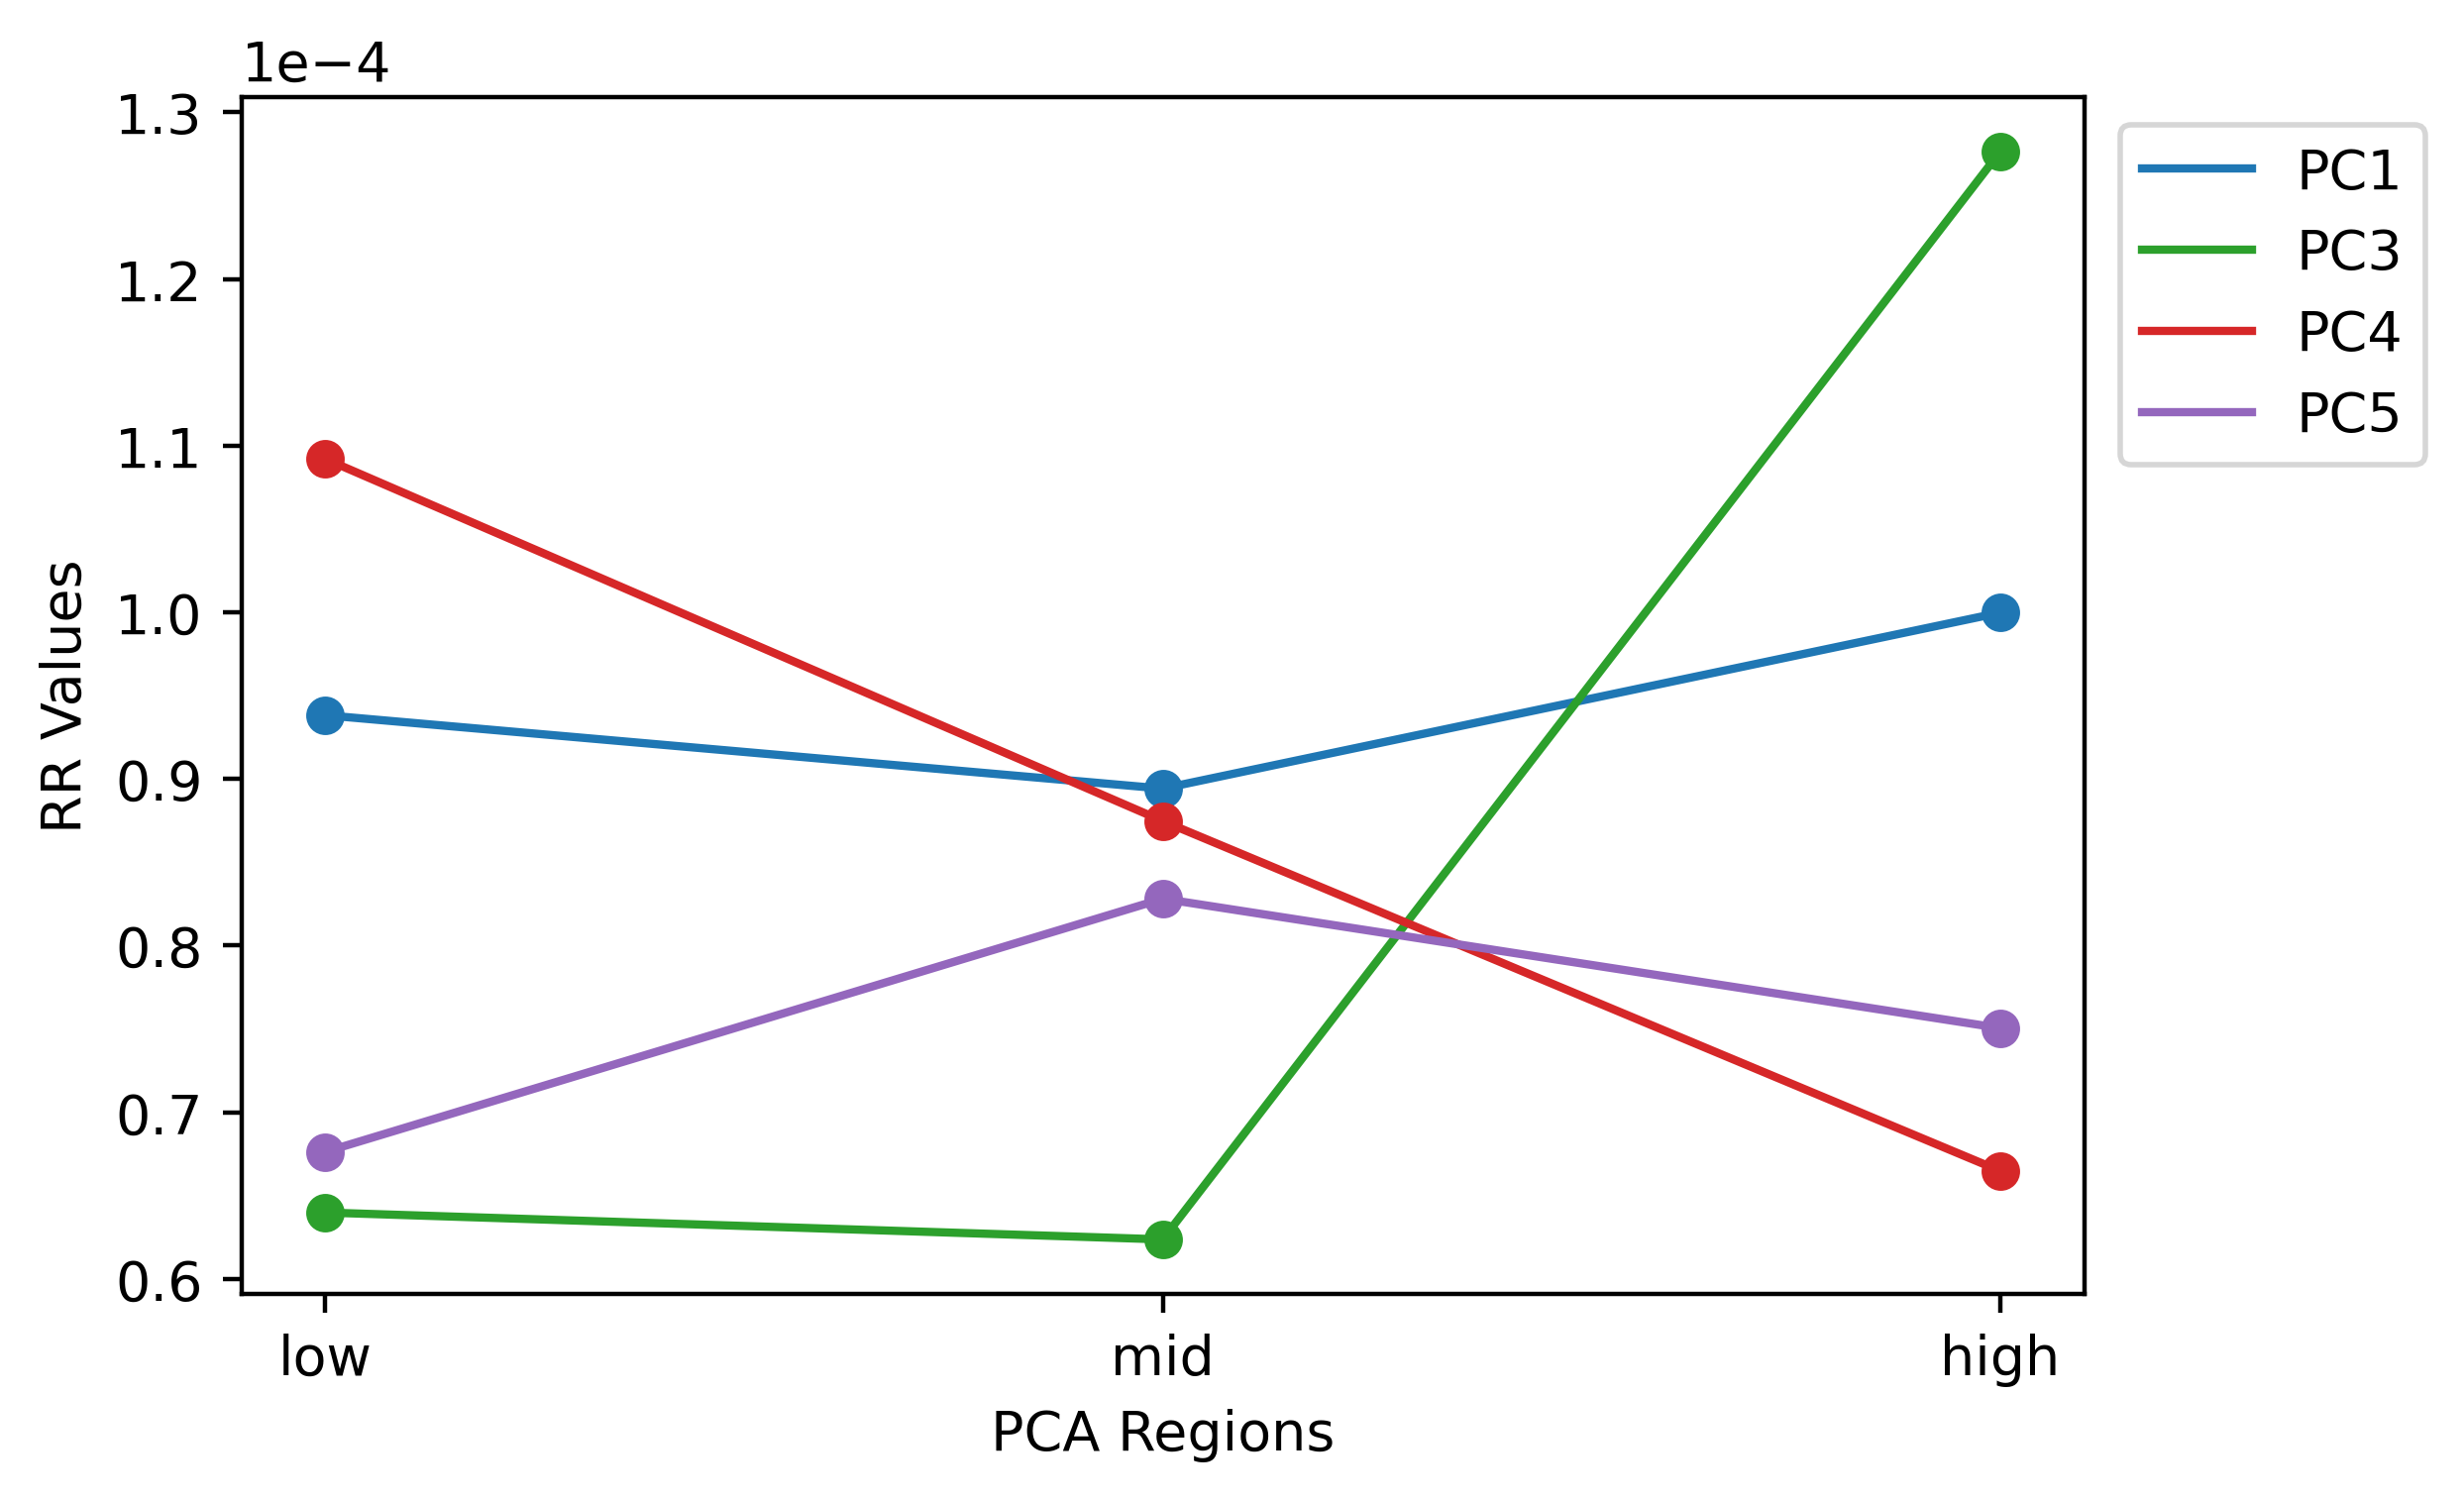 1e−4
1.3
1.2
1.1
1.0
0.9
0.8
0.7
0.6
RR Values
low mid high
PCA Regions
PC1
PC3
PC4
PC5